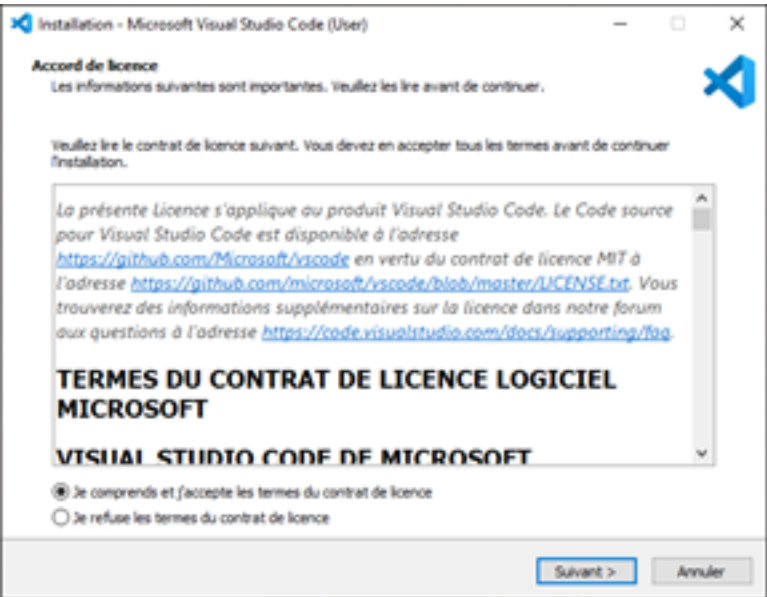 Installation - Microsoft Visual Studio Code (User)
Accord de licence
Les informations suivantes sont importantes. Veuillez les lire avant de continuer.
Veuillez lire le contrat de licence suivant. Vous devez en accepter tous les termes avant de continuer
l'installation.
La présente Licence s'applique au produit Visual Studio Code. Le Code source
pour Visual Studio Code est disponible à l'adresse
https://github.com/Microsoft/vscode en vertu du contrat de licence MIT à
l'adresse https://github.com/microsoft/vscode/blob/master/LICENSE.txt. Vous
trouverez des informations supplémentaires sur la licence dans notre forum
aux questions à l'adresse https://code.visualstudio.com/docs/supporting/faq.
TERMES DU CONTRAT DE LICENCE LOGICIEL
MICROSOFT
VISUAL STUDIO CODE DE MICROSOFT
Je comprends et j'accepte les termes du contrat de licence
Je refuse les termes du contrat de licence
Suivant >
Annuler